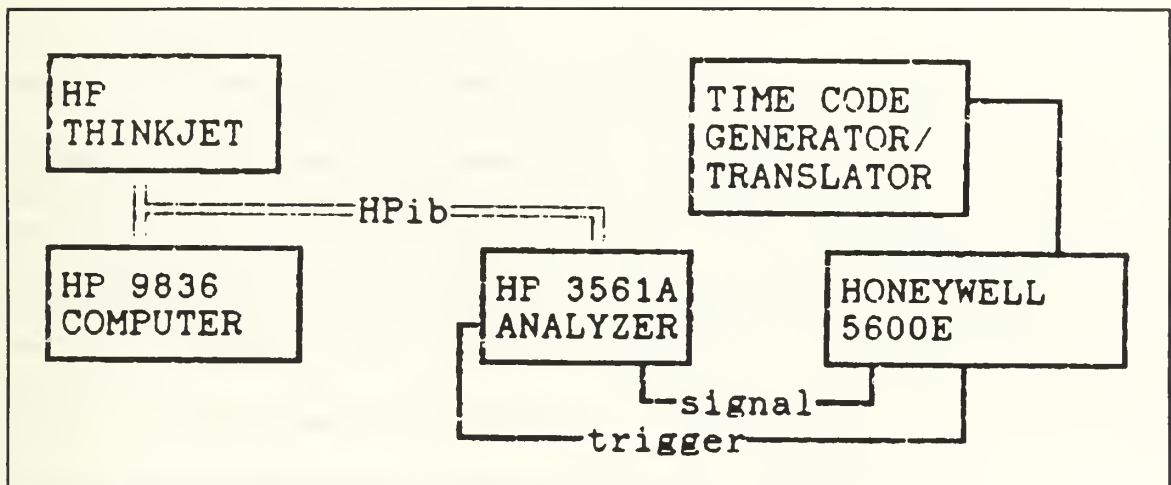 HP
THINKJET
TIME CODE
GENERATOR/
TRANSLATOR
HPib
HP 9836
COMPUTER
HP 3561A
ANALYZER
HONEYWELL
5600E
signal
trigger